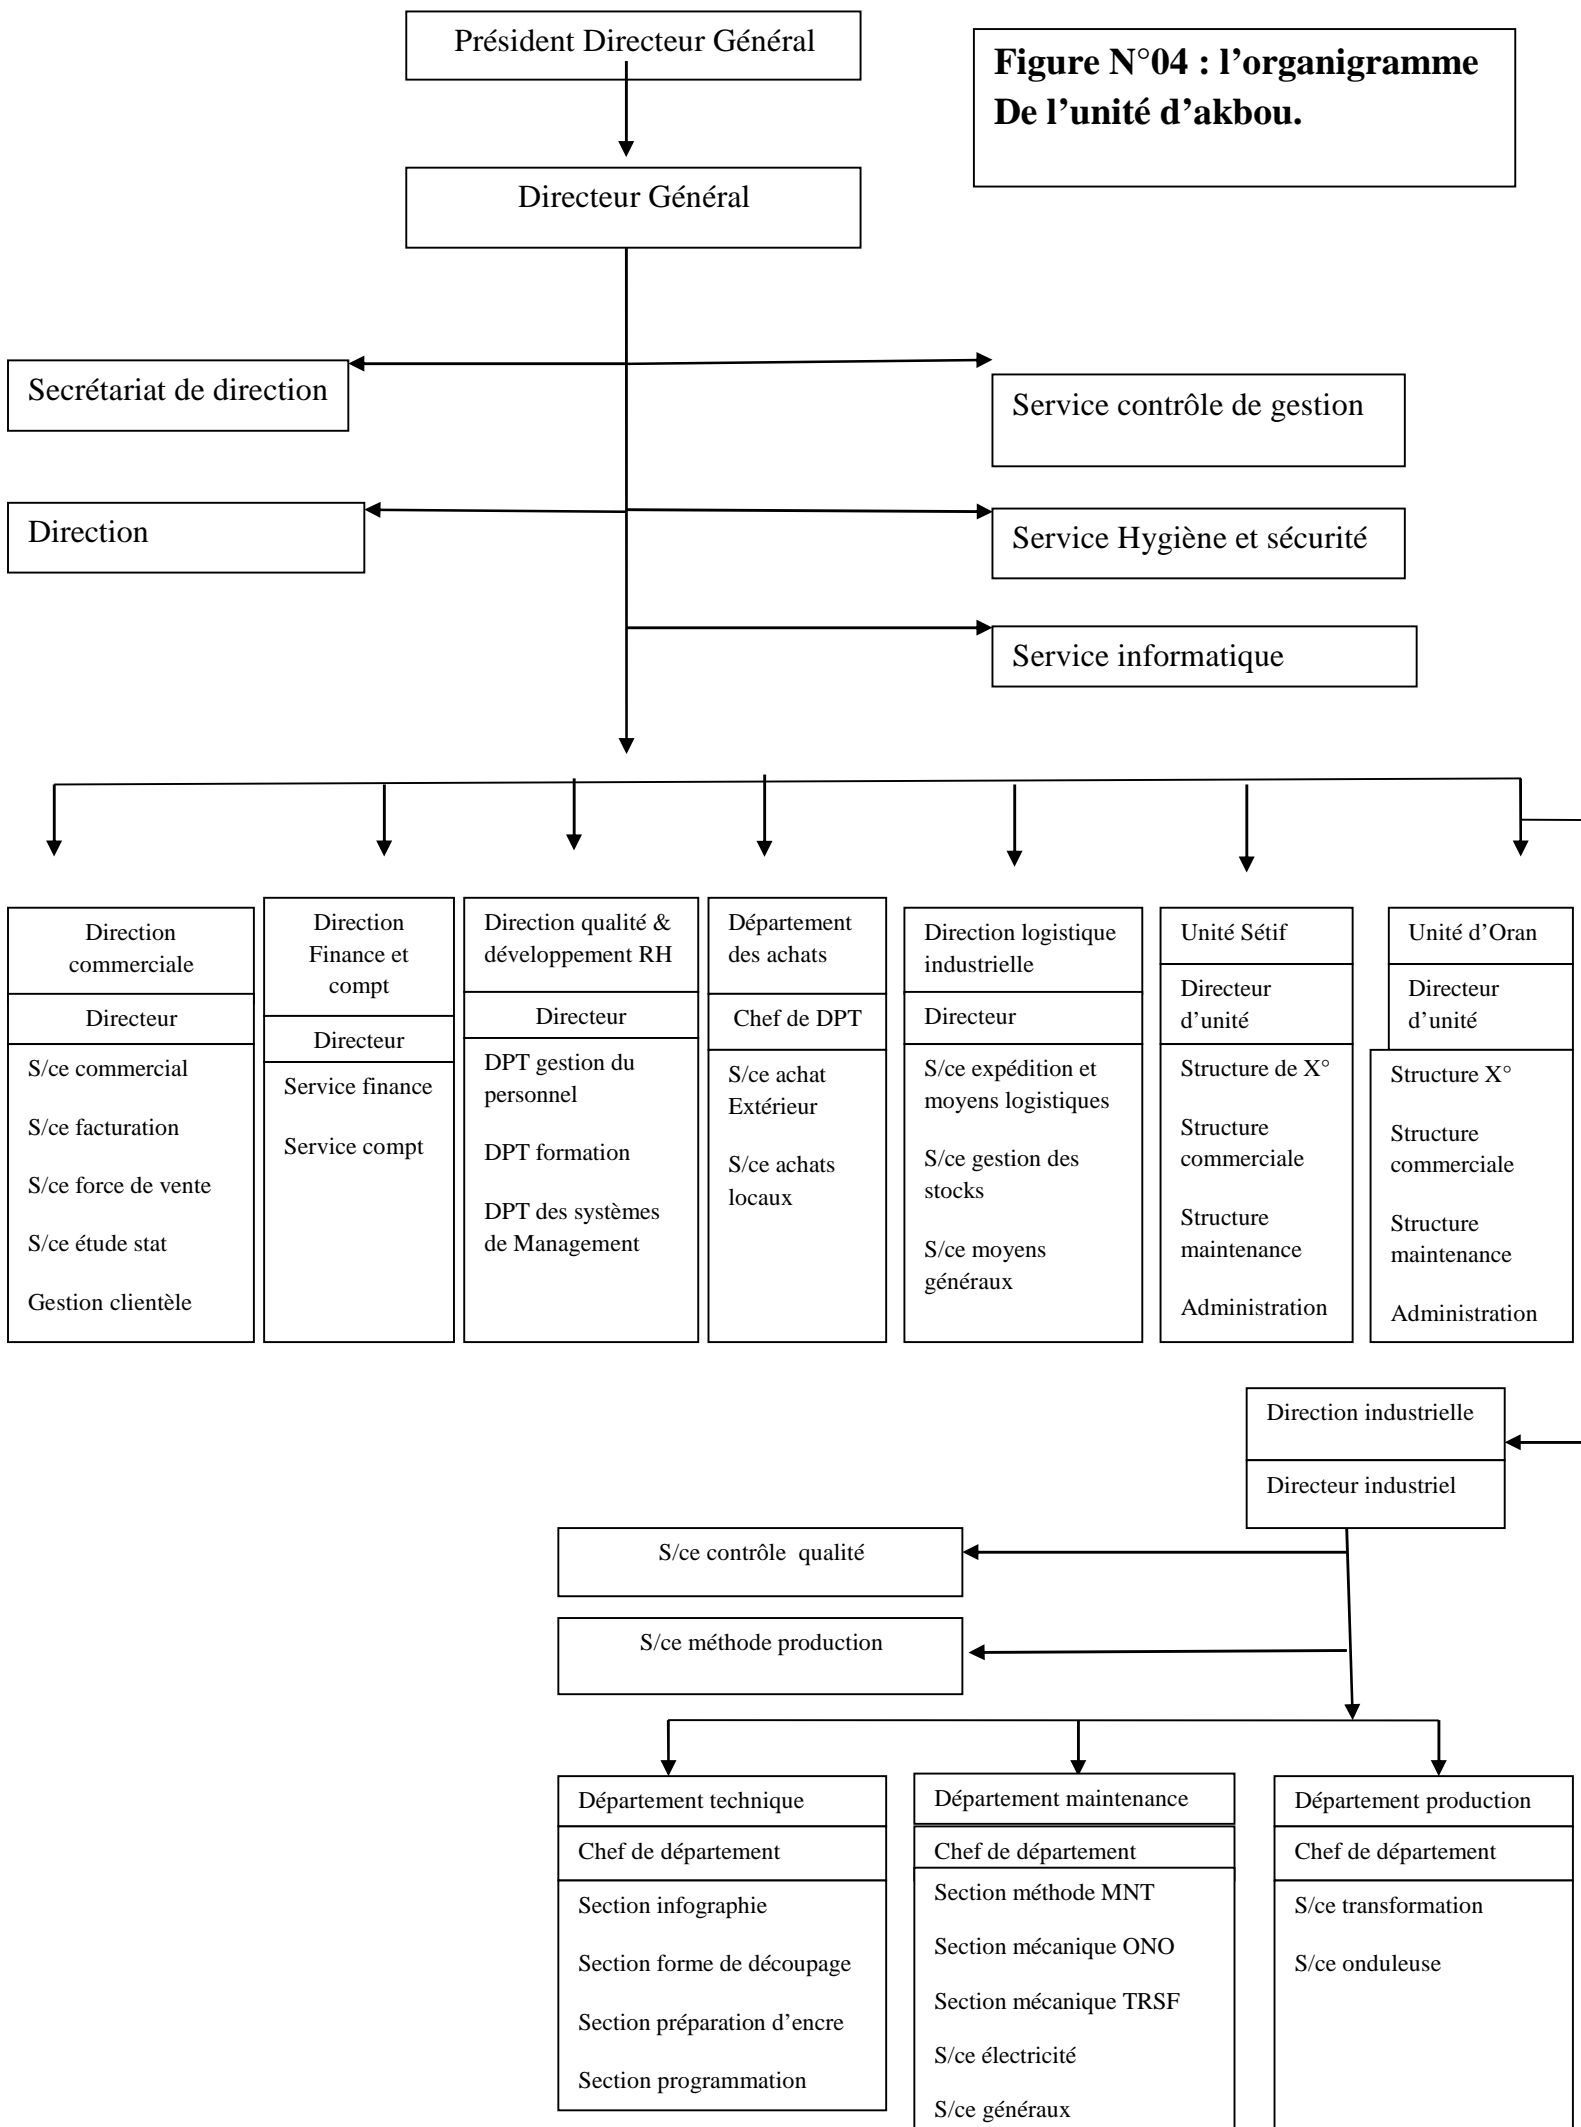 Président Directeur Général
Figure N°04 : l’organigramme
De l’unité d’akbou.
Directeur Général
Secrétariat de direction
Service contrôle de gestion
Direction
Service Hygiène et sécurité
Service informatique
Direction
commerciale
Directeur
S/ce commercial
S/ce facturation
S/ce force de vente
S/ce étude stat
Gestion clientèle
Direction
Finance et
compt
Directeur
Service finance
Service compt
Direction qualité &
développement RH
Directeur
DPT gestion du
personnel
DPT formation
DPT des systèmes
de Management
Département
des achats
Chef de DPT
S/ce achat
Extérieur
S/ce achats
locaux
Direction logistique
industrielle
Directeur
S/ce expédition et
moyens logistiques
S/ce gestion des
stocks
S/ce moyens
généraux
Unité Sétif
Directeur
d’unité
Structure de X°
Structure
commerciale
Structure
maintenance
Administration
Unité d’Oran
Directeur
d’unité
Structure X°
Structure
commerciale
Structure
maintenance
Administration
Direction industrielle
Directeur industriel
S/ce contrôle  qualité
S/ce méthode production
Département technique
Chef de département
Section infographie
Section forme de découpage
Section préparation d’encre
Section programmation
Département maintenance
Chef de département
Section méthode MNT
Section mécanique ONO
Section mécanique TRSF
S/ce électricité
S/ce généraux
Département production
Chef de département
S/ce transformation
S/ce onduleuse